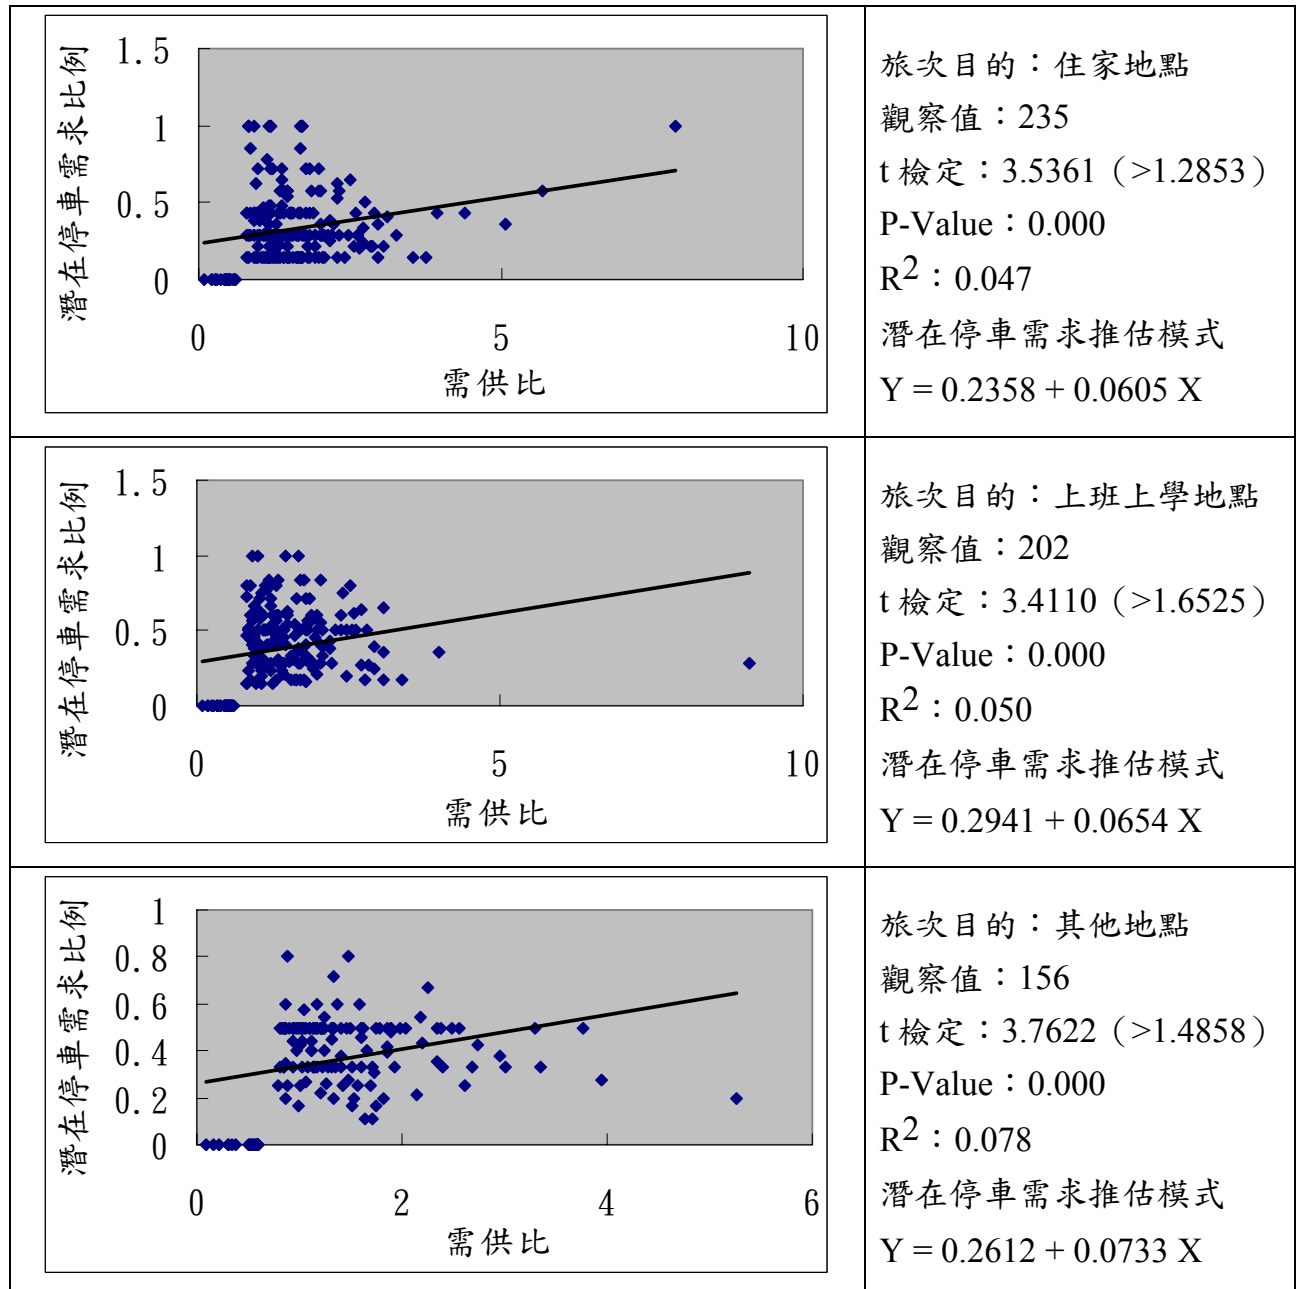 潛在停車需求比例
1.5
1
0.5
0
0 5 10
需供比
旅次目的：住家地點
觀察值：235
t 檢定：3.5361（>1.2853）
P-Value：0.000
R2：0.047
潛在停車需求推估模式
Y = 0.2358 + 0.0605 X
潛在停車需求比例
1.5
1
0.5
0
0 5 10
需供比
旅次目的：上班上學地點
觀察值：202
t 檢定：3.4110（>1.6525）
P-Value：0.000
R2：0.050
潛在停車需求推估模式
Y = 0.2941 + 0.0654 X
潛在停車需求比例
1
0.8
0.6
0.4
0.2
0
0 2 4 6
需供比
旅次目的：其他地點
觀察值：156
t 檢定：3.7622（>1.4858）
P-Value：0.000
R2：0.078
潛在停車需求推估模式
Y = 0.2612 + 0.0733 X